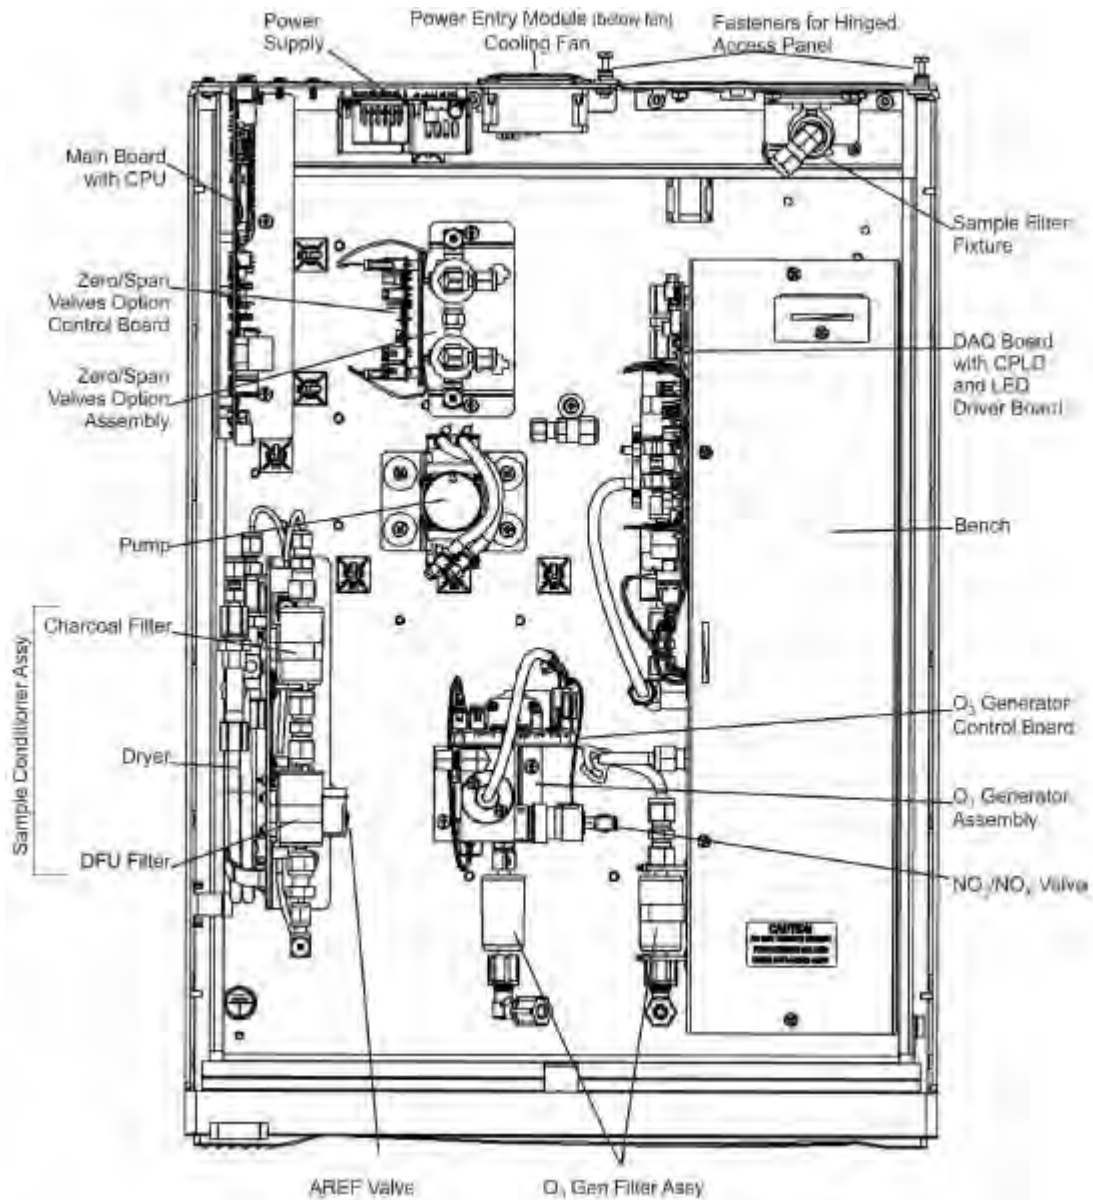 Power
Supply
Power Entry Module (below fan)
Cooling Fan
Fasteners for Hinged
Access Panel
Main Board
with CPU
Sample Filter
Fixture
Zero/Span
Valves Option
Control Board
Zero/Span
Valves Option
Assembly
DAQ Board
with CPLD
and LED
Driver Board
Pump
Bench
Sample Conditioner Assy
Charcoal Filter
Dryer
DFU Filter
O₃ Generator
Control Board
O₃ Generator
Assembly
NO₂/NOₓ Valve
CAUTION
AREF Valve
O₃ Gen Filter Assy